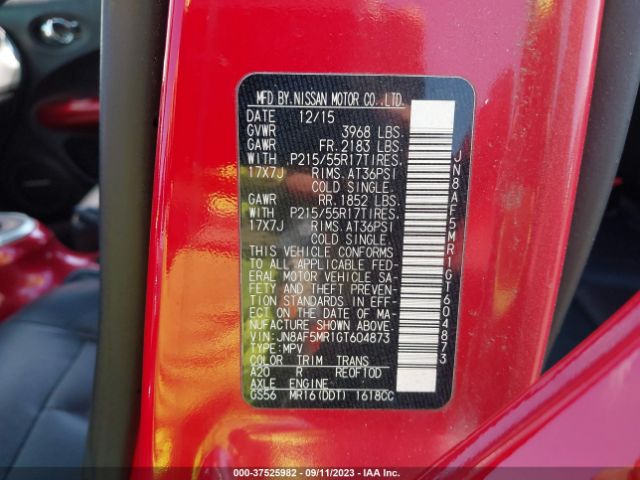 MFD BY.NISSAN MOTOR CO.,LTD.
DATE 12/15
GVWR 3968 LBS.
GAWR FR.2183 LBS.
WITH P215/55R17TIRES.
17X7J RIMS.AT36PSI
COLD SINGLE.
GAWR RR.1852 LBS.
WITH P215/55R17TIRES.
17X7J RIMS.AT36PSI
COLD SINGLE.
THIS VEHICLE CONFORMS
TO ALL APPLICABLE FED-
ERAL MOTOR VEHICLE SA-
FETY AND THEFT PREVEN-
TION STANDARDS IN EFF-
ECT ON THE DATE OF MA-
NUFACTURE SHOWN ABOVE.
VIN:JN8AF5MR1GT604873
TYPE:MPV
COLOR TRIM TRANS
A20 R RE0F10D
AXLE ENGINE
GS56 MR16(DDT) 1618CC
JN8AF5MR1GT604873
000-37525982 - 09/11/2023 - IAA Inc.